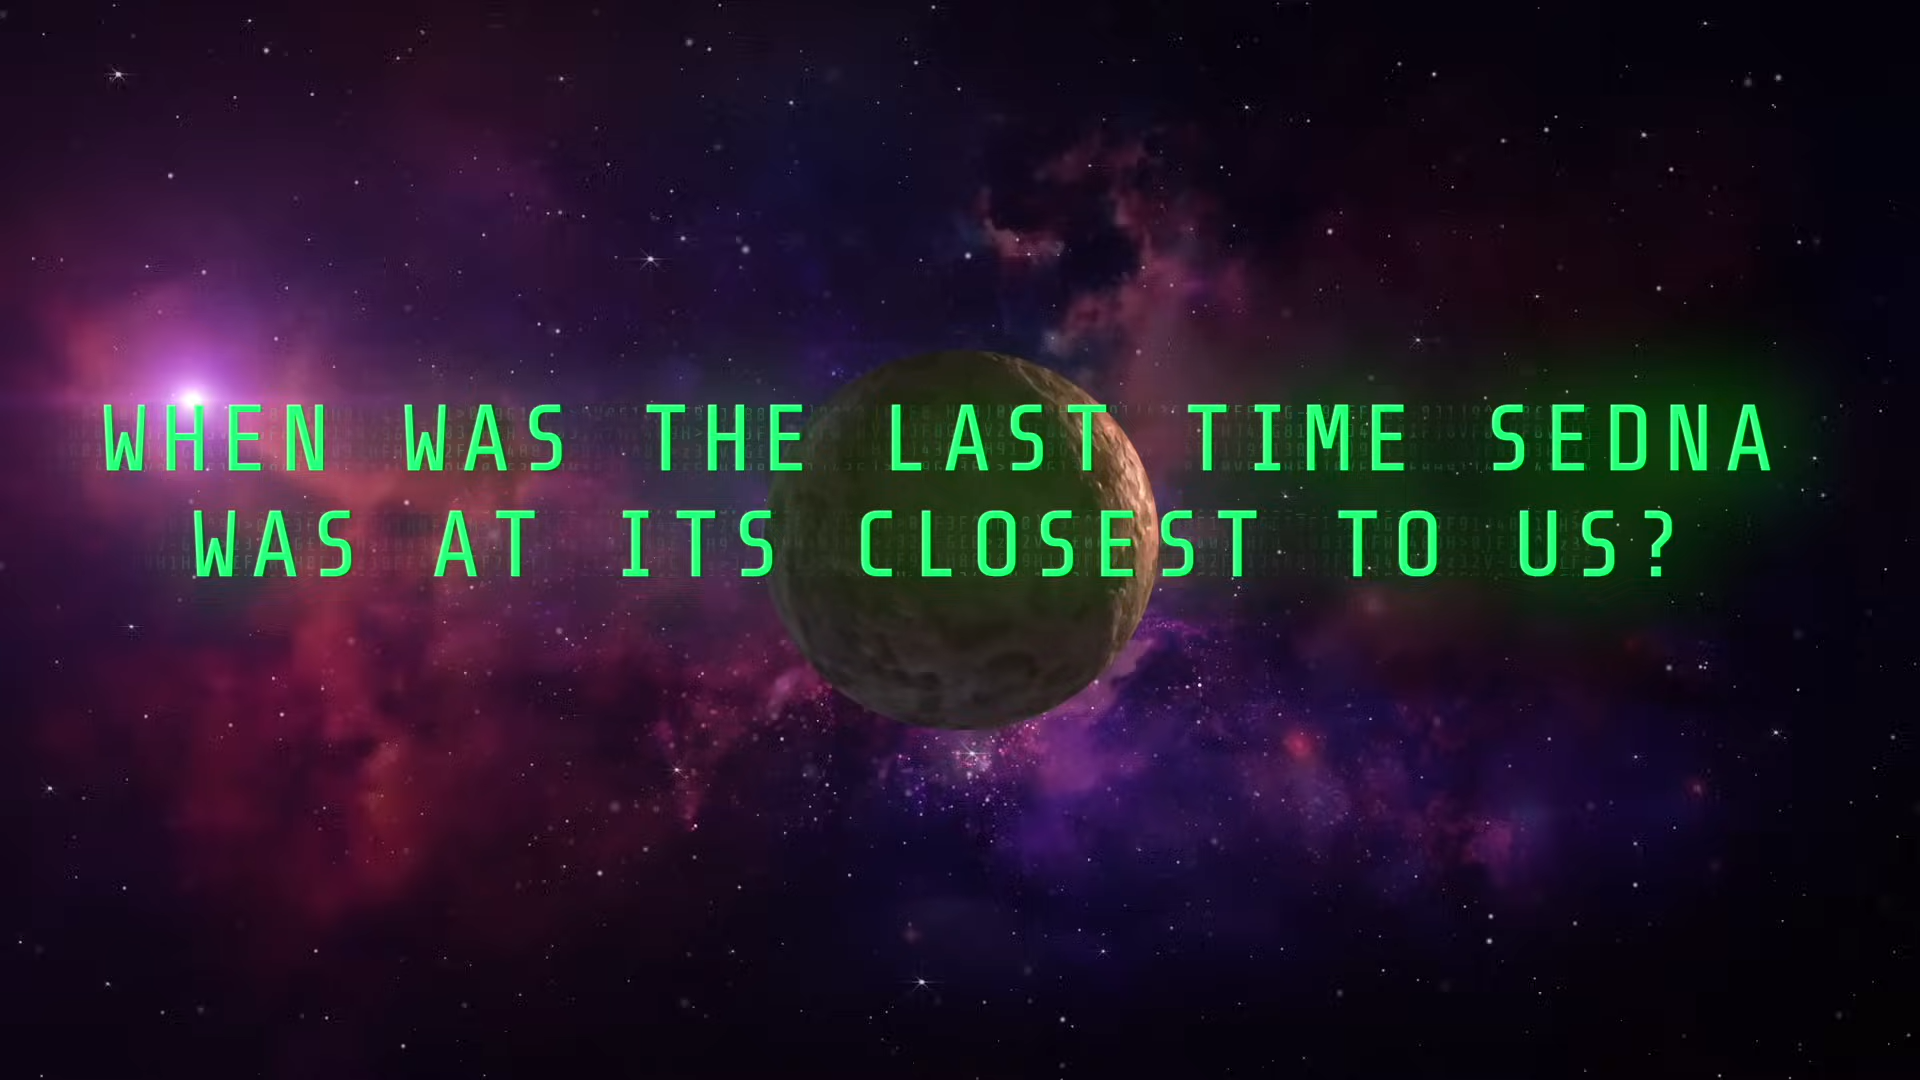 WHEN WAS THE LAST TIME SEDNA
WAS AT ITS CLOSEST TO US?